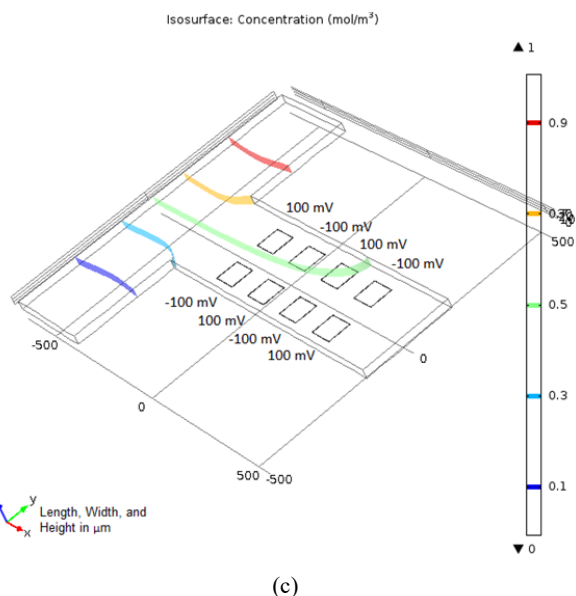 Isosurface: Concentration (mol/m³)
▲ 1
0.9
0.5
0.3
0.1
▼ 0
500
100 mV
-100 mV
100 mV
-100 mV
-100 mV
100 mV
-100 mV
100 mV
-500
0
500
-500
0
y
x
Length, Width, and
Height in µm
(c)